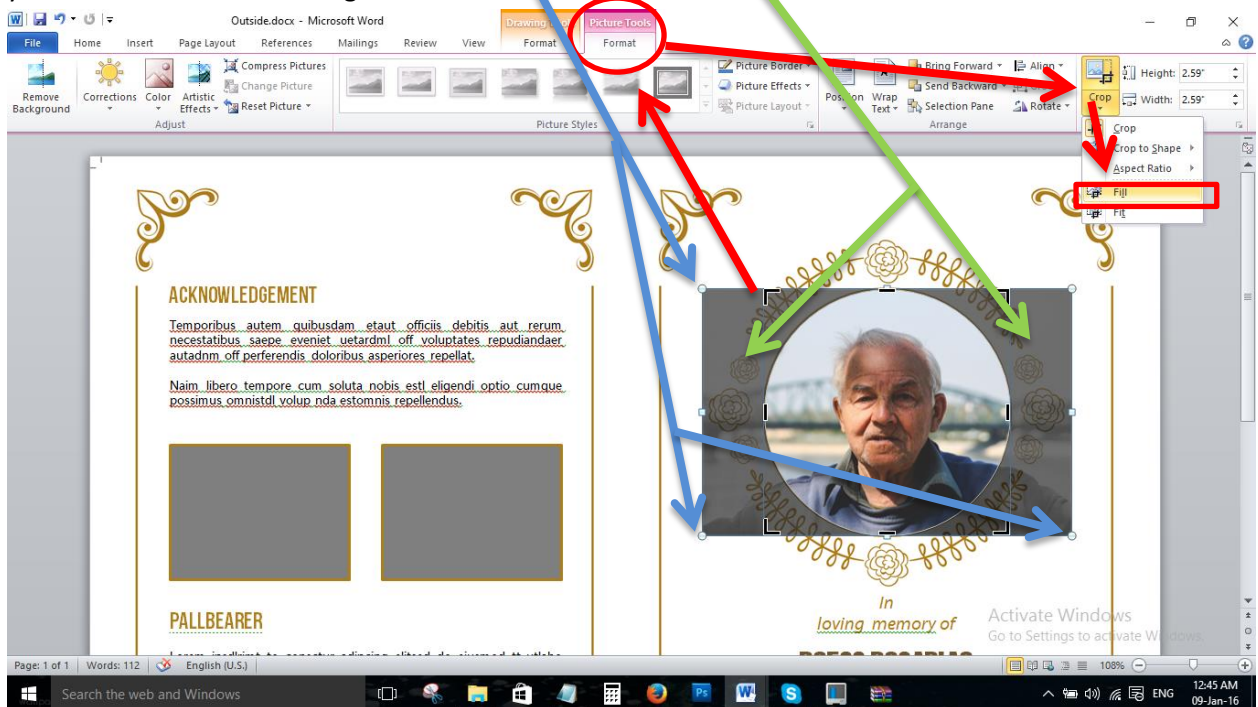 Outside.docx - Microsoft Word
Picture Tools
File Home Insert Page Layout References Mailings Review View Format Format
Remove Background
Corrections
Color
Artistic Effects
Compress Pictures
Change Picture
Reset Picture
Adjust
Picture Styles
Picture Border
Picture Effects
Picture Layout
Position
Wrap Text
Bring Forward
Send Backward
Selection Pane
Align
Rotate
Arrange
Crop
Height: 2.59"
Width: 2.59"
Crop
Crop to Shape
Aspect Ratio
Fill
Fit
ACKNOWLEDGEMENT
Temporibus autem quibusdam etaut officiis debitis aut rerum
necestatibus saepe eveniet uetardml off voluptates repudiandaer
autadnm off perferendis doloribus asperiores repellat.
Naim libero tempore cum soluta nobis estl eligendi optio cumque
possimus omnistdl volup nda estomnis repellendus.
PALLBEARER
In
loving memory of
Activate Windows
Go to Settings to activate Windows.
Page: 1 of 1 Words: 112 English (U.S.) 108%
Search the web and Windows
Ps
ENG
12:45 AM
09-Jan-16